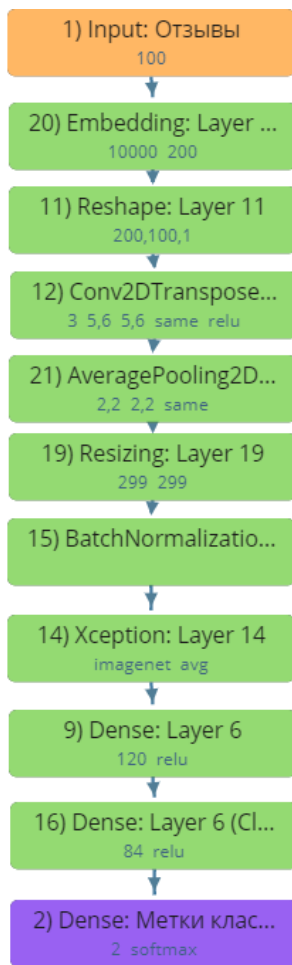 1) Input: Отзывы
100
20) Embedding: Layer ...
10000 200
11) Reshape: Layer 11
200,100,1
12) Conv2DTranspose...
3 5,6 5,6 same relu
21) AveragePooling2D...
2,2 2,2 same
19) Resizing: Layer 19
299 299
15) BatchNormalizatio...
14) Xception: Layer 14
imagenet avg
9) Dense: Layer 6
120 relu
16) Dense: Layer 6 (Cl...
84 relu
2) Dense: Метки клас...
2 softmax